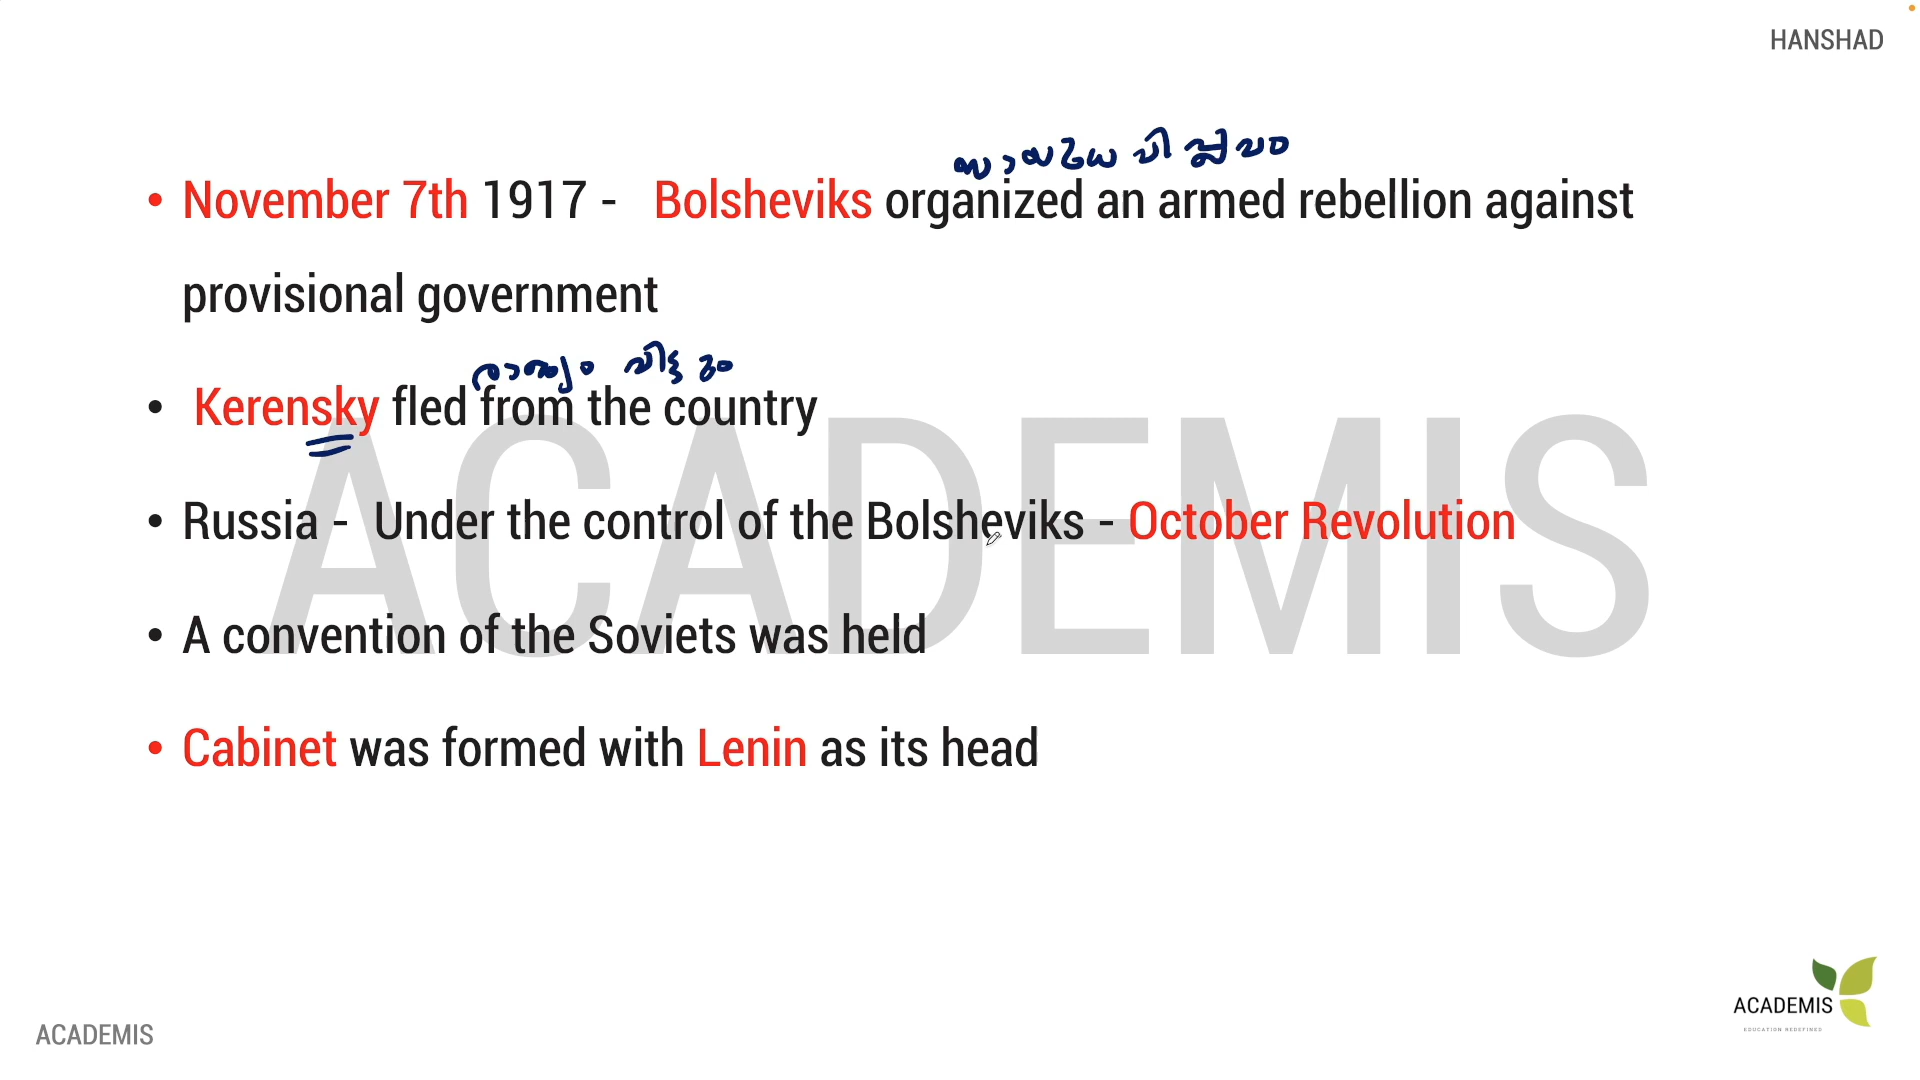 HANSHAD
സായുധ വിപ്ലവം
• November 7th 1917 - Bolsheviks organized an armed rebellion against
provisional government
രാജ്യം വിട്ടു
• Kerensky fled from the country
• Russia - Under the control of the Bolsheviks - October Revolution
• A convention of the Soviets was held
• Cabinet was formed with Lenin as its head
ACADEMIS
ACADEMIS
EDUCATION REDEFINED
ACADEMIS